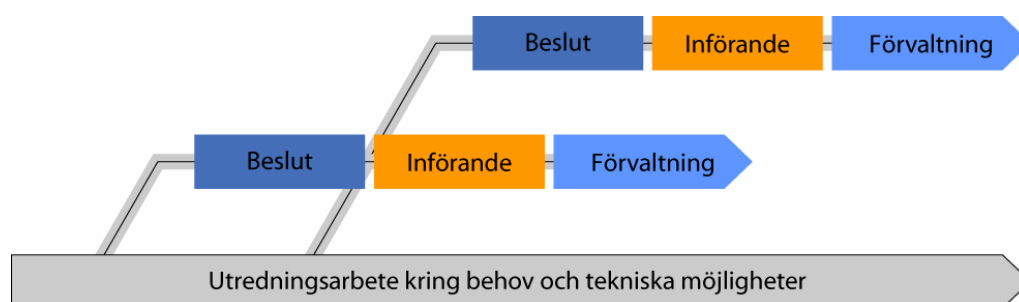 Beslut Införande Förvaltning
Beslut Införande Förvaltning
Utredningsarbete kring behov och tekniska möjligheter